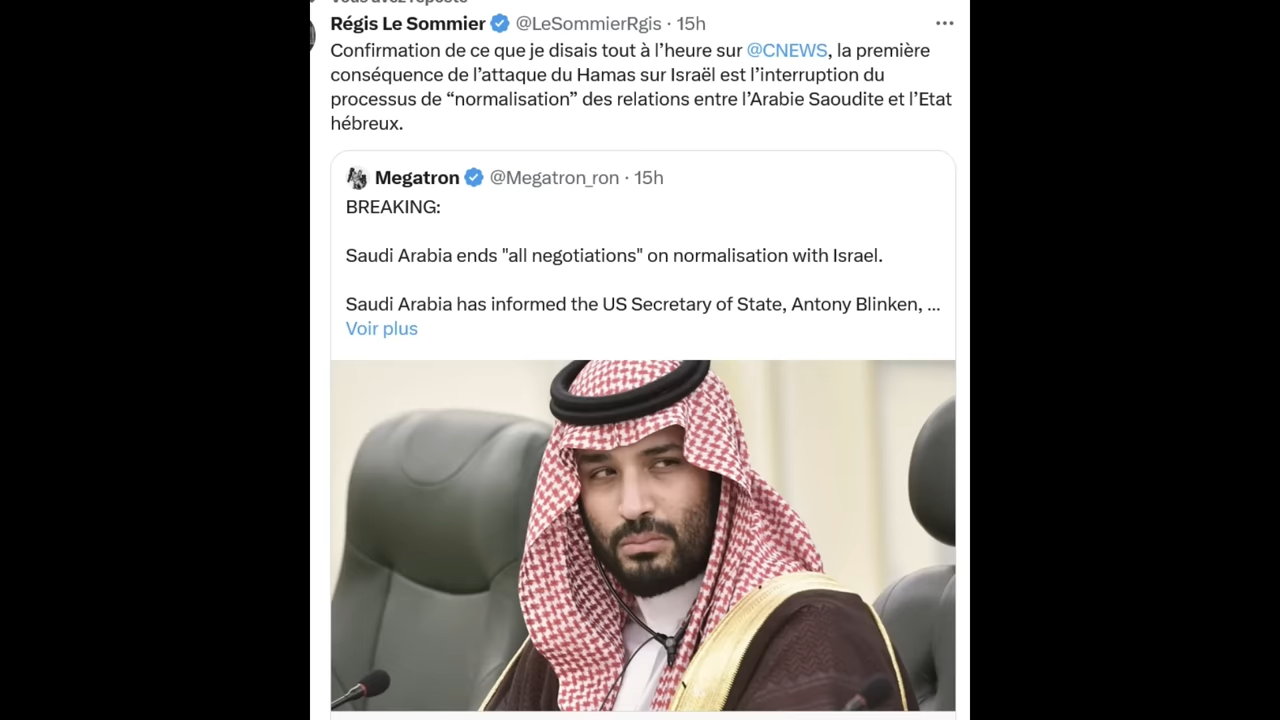 Vous avez reposté
Régis Le Sommier @LeSommierRgis · 15h
Confirmation de ce que je disais tout à l’heure sur @CNEWS, la première
conséquence de l’attaque du Hamas sur Israël est l’interruption du
processus de “normalisation” des relations entre l’Arabie Saoudite et l’Etat
hébreux.
Megatron @Megatron_ron · 15h
BREAKING:
Saudi Arabia ends "all negotiations" on normalisation with Israel.
Saudi Arabia has informed the US Secretary of State, Antony Blinken, ...
Voir plus